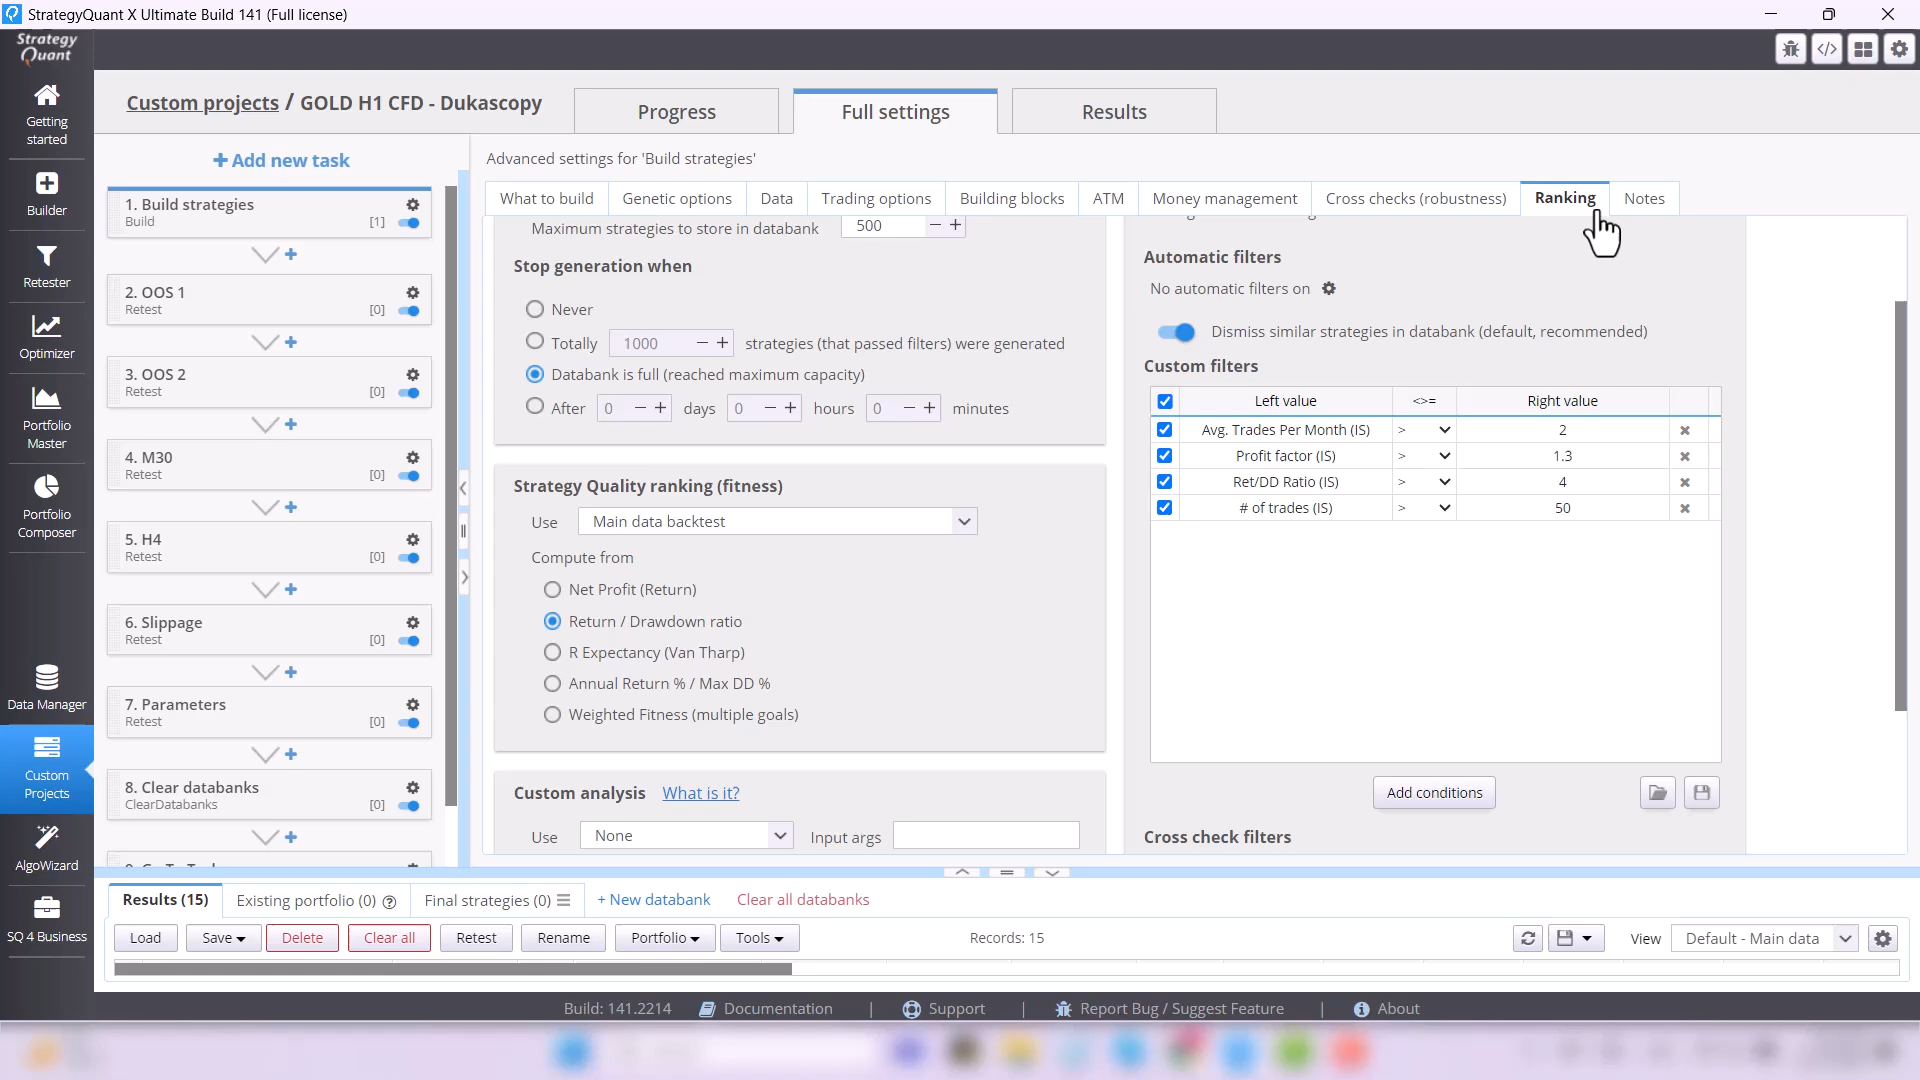 StrategyQuant X Ultimate Build 141 (Full license)
Strategy
Quant
Getting
started
Builder
Retester
Optimizer
Portfolio
Master
Portfolio
Composer
Data Manager
Custom
Projects
AlgoWizard
SQ 4 Business
Custom projects / GOLD H1 CFD - Dukascopy
Progress
Full settings
Results
+ Add new task
1. Build strategies
Build [1]
2. OOS 1
Retest [0]
3. OOS 2
Retest [0]
4. M30
Retest [0]
5. H4
Retest [0]
6. Slippage
Retest [0]
7. Parameters
Retest [0]
8. Clear databanks
ClearDatabanks [0]
Advanced settings for 'Build strategies'
What to build
Genetic options
Data
Trading options
Building blocks
ATM
Money management
Cross checks (robustness)
Ranking
Notes
Maximum strategies to store in databank 500 - +
Stop generation when
Never
Totally 1000 - + strategies (that passed filters) were generated
Databank is full (reached maximum capacity)
After 0 - + days 0 - + hours 0 - + minutes
Strategy Quality ranking (fitness)
Use Main data backtest
Compute from
Net Profit (Return)
Return / Drawdown ratio
R Expectancy (Van Tharp)
Annual Return % / Max DD %
Weighted Fitness (multiple goals)
Custom analysis What is it?
Use None Input args
Automatic filters
No automatic filters on
Dismiss similar strategies in databank (default, recommended)
Custom filters
Left value <>= Right value
Avg. Trades Per Month (IS) > 2
Profit factor (IS) > 1.3
Ret/DD Ratio (IS) > 4
# of trades (IS) > 50
Add conditions
Cross check filters
Results (15)
Existing portfolio (0) ?
Final strategies (0)
+ New databank
Clear all databanks
Load
Save
Delete
Clear all
Retest
Rename
Portfolio
Tools
Records: 15
View Default - Main data
Build: 141.2214
Documentation
|
Support
|
Report Bug / Suggest Feature
|
About